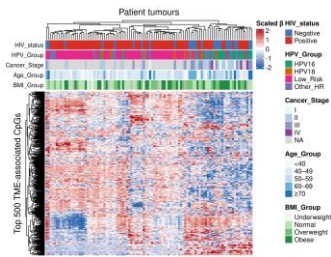 Patient tumours
Scaled β
2
1
0
-1
-2
HIV_status
HPV_Group
Cancer_Stage
Age_Group
BMI_Group
Top 500 TME-associated CpGs
HIV_status
Negative
Positive
HPV_Group
HPV16
HPV18
Low_Risk
Other_HR
Cancer_Stage
I
II
III
IV
NA
Age_Group
<40
40–49
50–59
60–69
≥70
BMI_Group
Underweight
Normal
Overweight
Obese